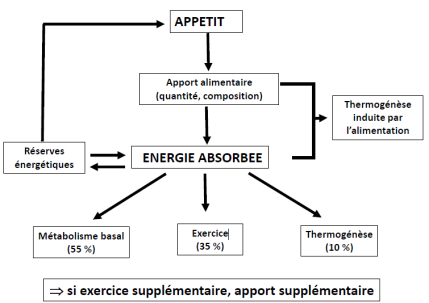 APPETIT
Apport alimentaire
(quantité, composition)
Thermogénèse
induite par
l'alimentation
Réserves
énergétiques
ENERGIE ABSORBEE
Métabolisme basal
(55 %)
Exercice
(35 %)
Thermogénèse
(10 %)
⇒ si exercice supplémentaire, apport supplémentaire